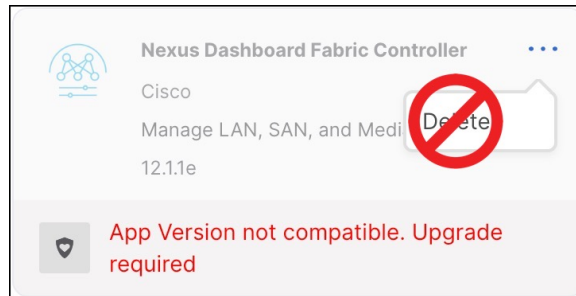 Nexus Dashboard Fabric Controller
Cisco
Manage LAN, SAN, and Medi
Delete
12.1.1e
App Version not compatible. Upgrade
required